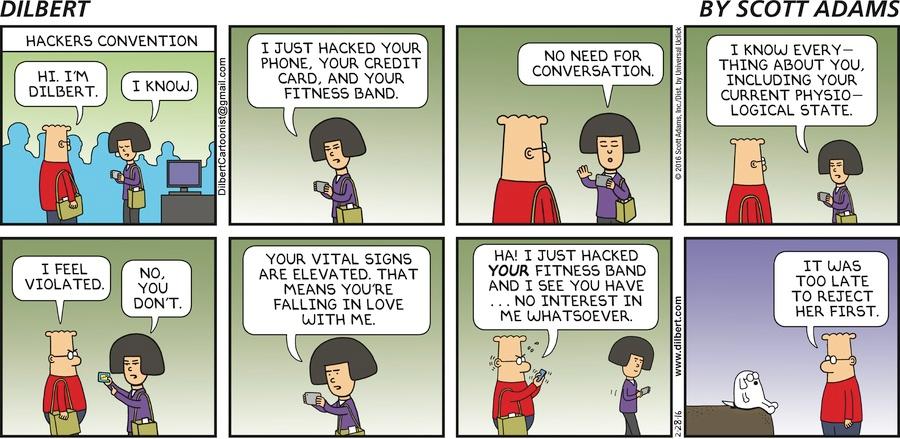 DILBERT
BY SCOTT ADAMS
HACKERS CONVENTION
HI. I'M
DILBERT.
I KNOW.
DilbertCartoonist@gmail.com
I JUST HACKED YOUR
PHONE, YOUR CREDIT
CARD, AND YOUR
FITNESS BAND.
NO NEED FOR
CONVERSATION.
© 2016 Scott Adams, Inc./Dist. by Universal Uclick
I KNOW EVERY-
THING ABOUT YOU,
INCLUDING YOUR
CURRENT PHYSIO-
LOGICAL STATE.
I FEEL
VIOLATED.
NO,
YOU
DON'T.
YOUR VITAL SIGNS
ARE ELEVATED. THAT
MEANS YOU'RE
FALLING IN LOVE
WITH ME.
HA! I JUST HACKED
YOUR FITNESS BAND
AND I SEE YOU HAVE
...NO INTEREST IN
ME WHATSOEVER.
2-28-16
www.dilbert.com
IT WAS
TOO LATE
TO REJECT
HER FIRST.